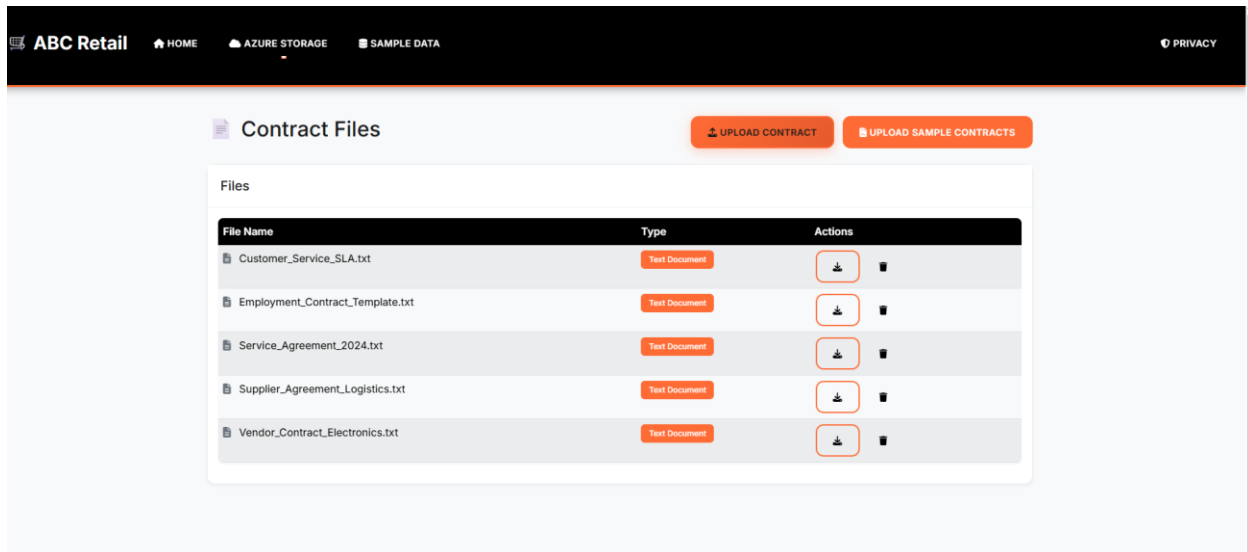 ABC Retail HOME AZURE STORAGE SAMPLE DATA PRIVACY
Contract Files UPLOAD CONTRACT UPLOAD SAMPLE CONTRACTS
Files
File Name Type Actions
Customer_Service_SLA.txt Text Document
Employment_Contract_Template.txt Text Document
Service_Agreement_2024.txt Text Document
Supplier_Agreement_Logistics.txt Text Document
Vendor_Contract_Electronics.txt Text Document